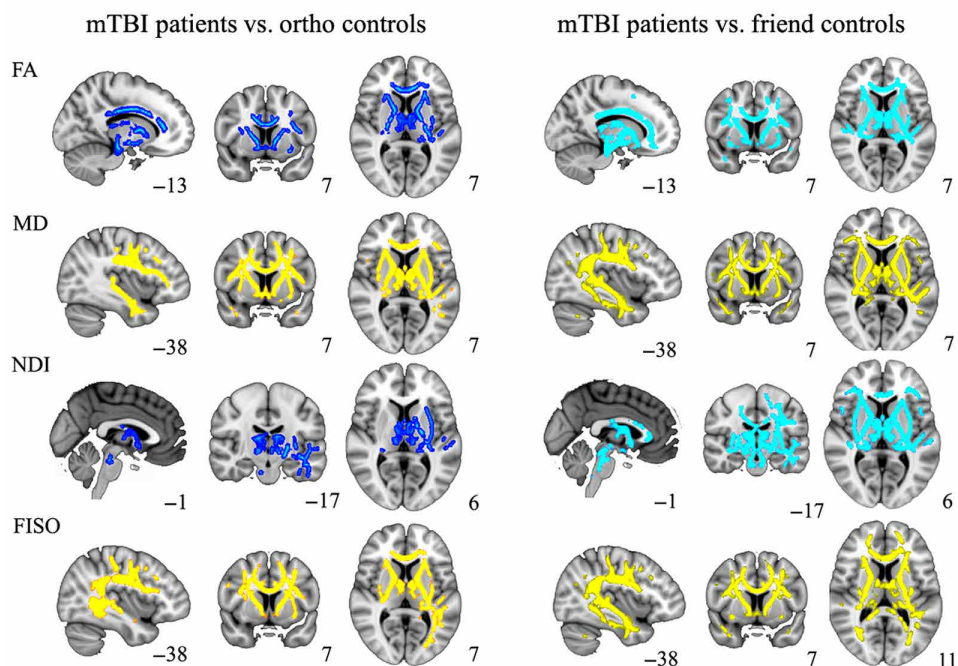 mTBI patients vs. ortho controls mTBI patients vs. friend controls
FA
−13 7 7 −13 7 7
MD
−38 7 7 −38 7 7
NDI
−1 −17 6 −1 −17 6
FISO
−38 7 7 −38 7 11